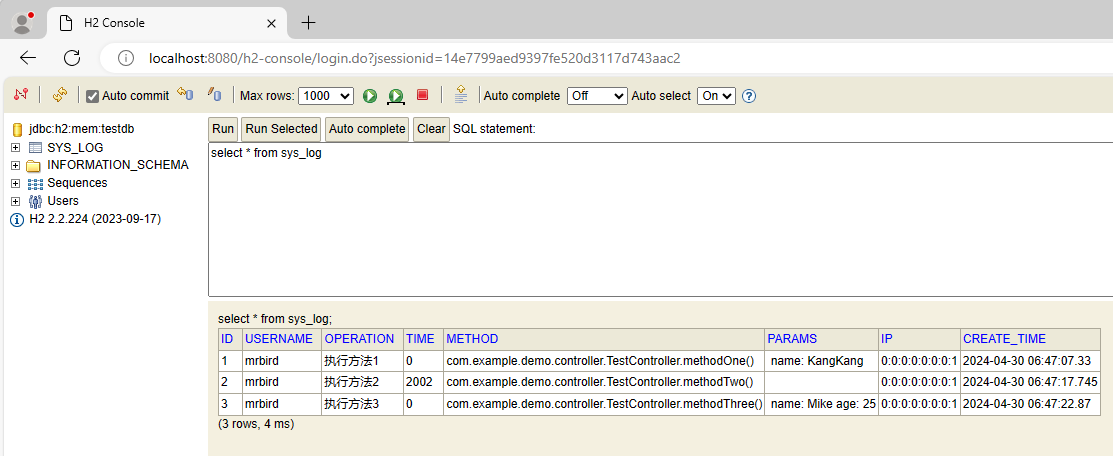 H2 Console
localhost:8080/h2-console/login.do?jsessionid=14e7799aed9397fe520d3117d743aac2
Auto commit Max rows: 1000 Auto complete Off Auto select On
jdbc:h2:mem:testdb
SYS_LOG
INFORMATION_SCHEMA
Sequences
Users
H2 2.2.224 (2023-09-17)
Run Run Selected Auto complete Clear SQL statement:
select * from sys_log
select * from sys_log;
ID USERNAME OPERATION TIME METHOD PARAMS IP CREATE_TIME
1 mrbird 执行方法1 0 com.example.demo.controller.TestController.methodOne() name: KangKang 0:0:0:0:0:0:0:1 2024-04-30 06:47:07.33
2 mrbird 执行方法2 2002 com.example.demo.controller.TestController.methodTwo() 0:0:0:0:0:0:0:1 2024-04-30 06:47:17.745
3 mrbird 执行方法3 0 com.example.demo.controller.TestController.methodThree() name: Mike age: 25 0:0:0:0:0:0:0:1 2024-04-30 06:47:22.87
(3 rows, 4 ms)